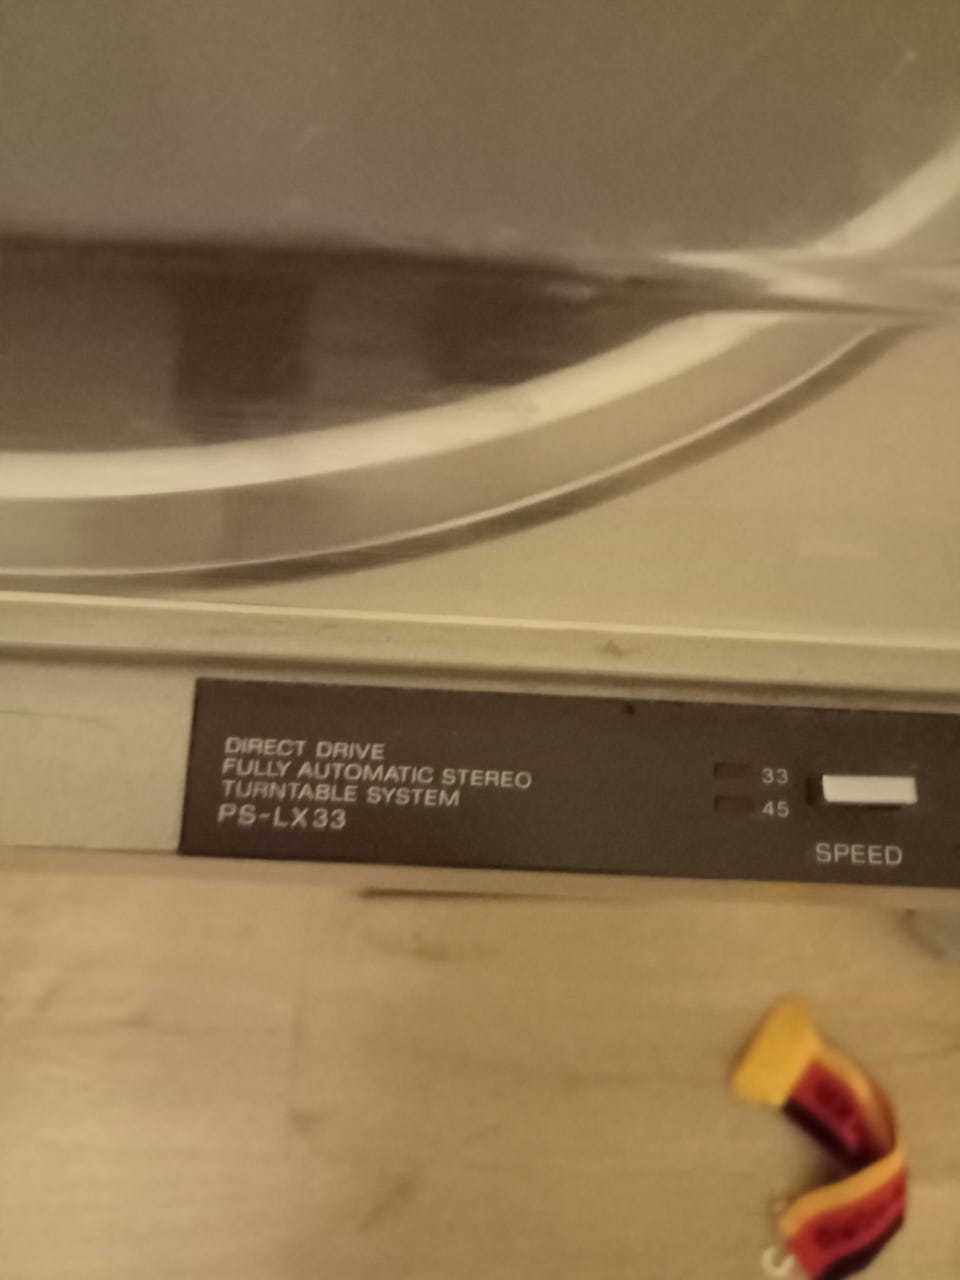 DIRECT DRIVE
FULLY AUTOMATIC STEREO
TURNTABLE SYSTEM
PS-LX33
33
45
SPEED